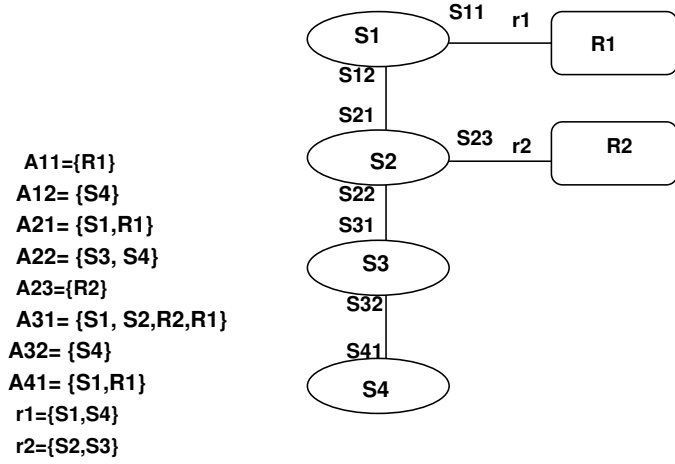 S11
r1
S1
R1
S12
S21
S23
r2
R2
S2
S22
S31
S3
S32
S41
S4
A11={R1}
A12= {S4}
A21= {S1,R1}
A22= {S3, S4}
A23={R2}
A31= {S1, S2,R2,R1}
A32= {S4}
A41= {S1,R1}
r1={S1,S4}
r2={S2,S3}